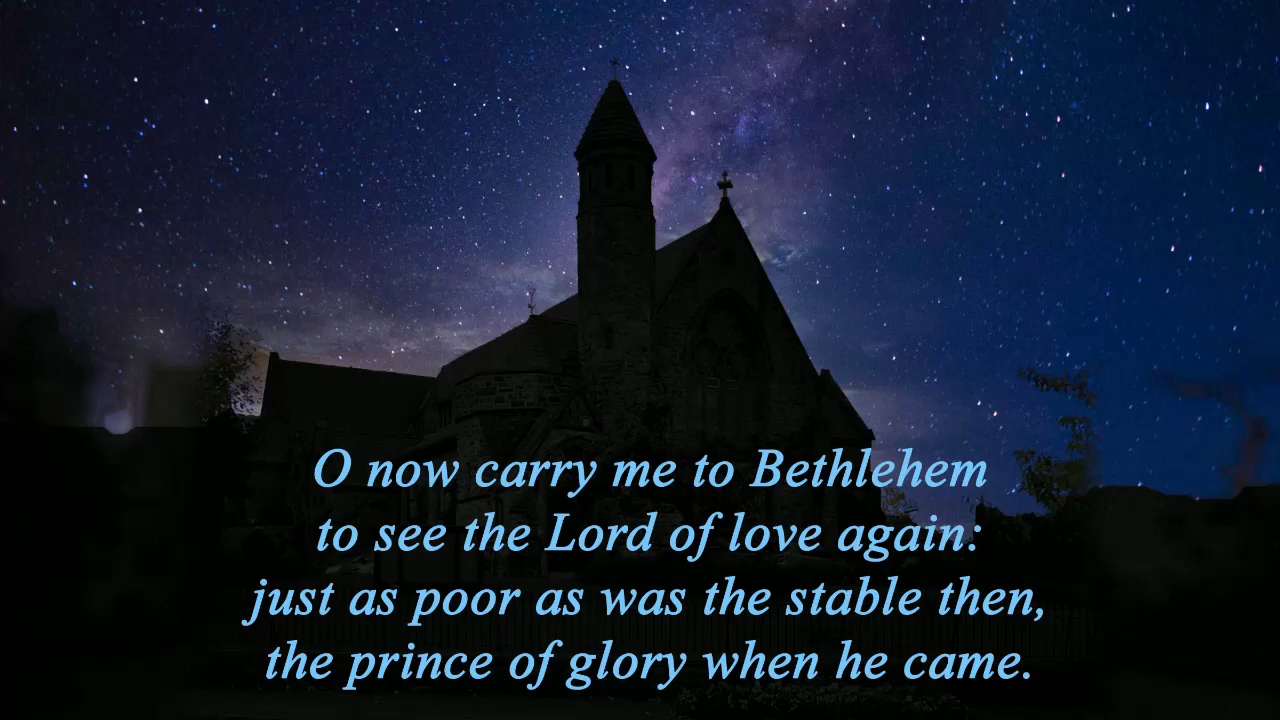 O now carry me to Bethlehem
to see the Lord of love again:
just as poor as was the stable then,
the prince of glory when he came.